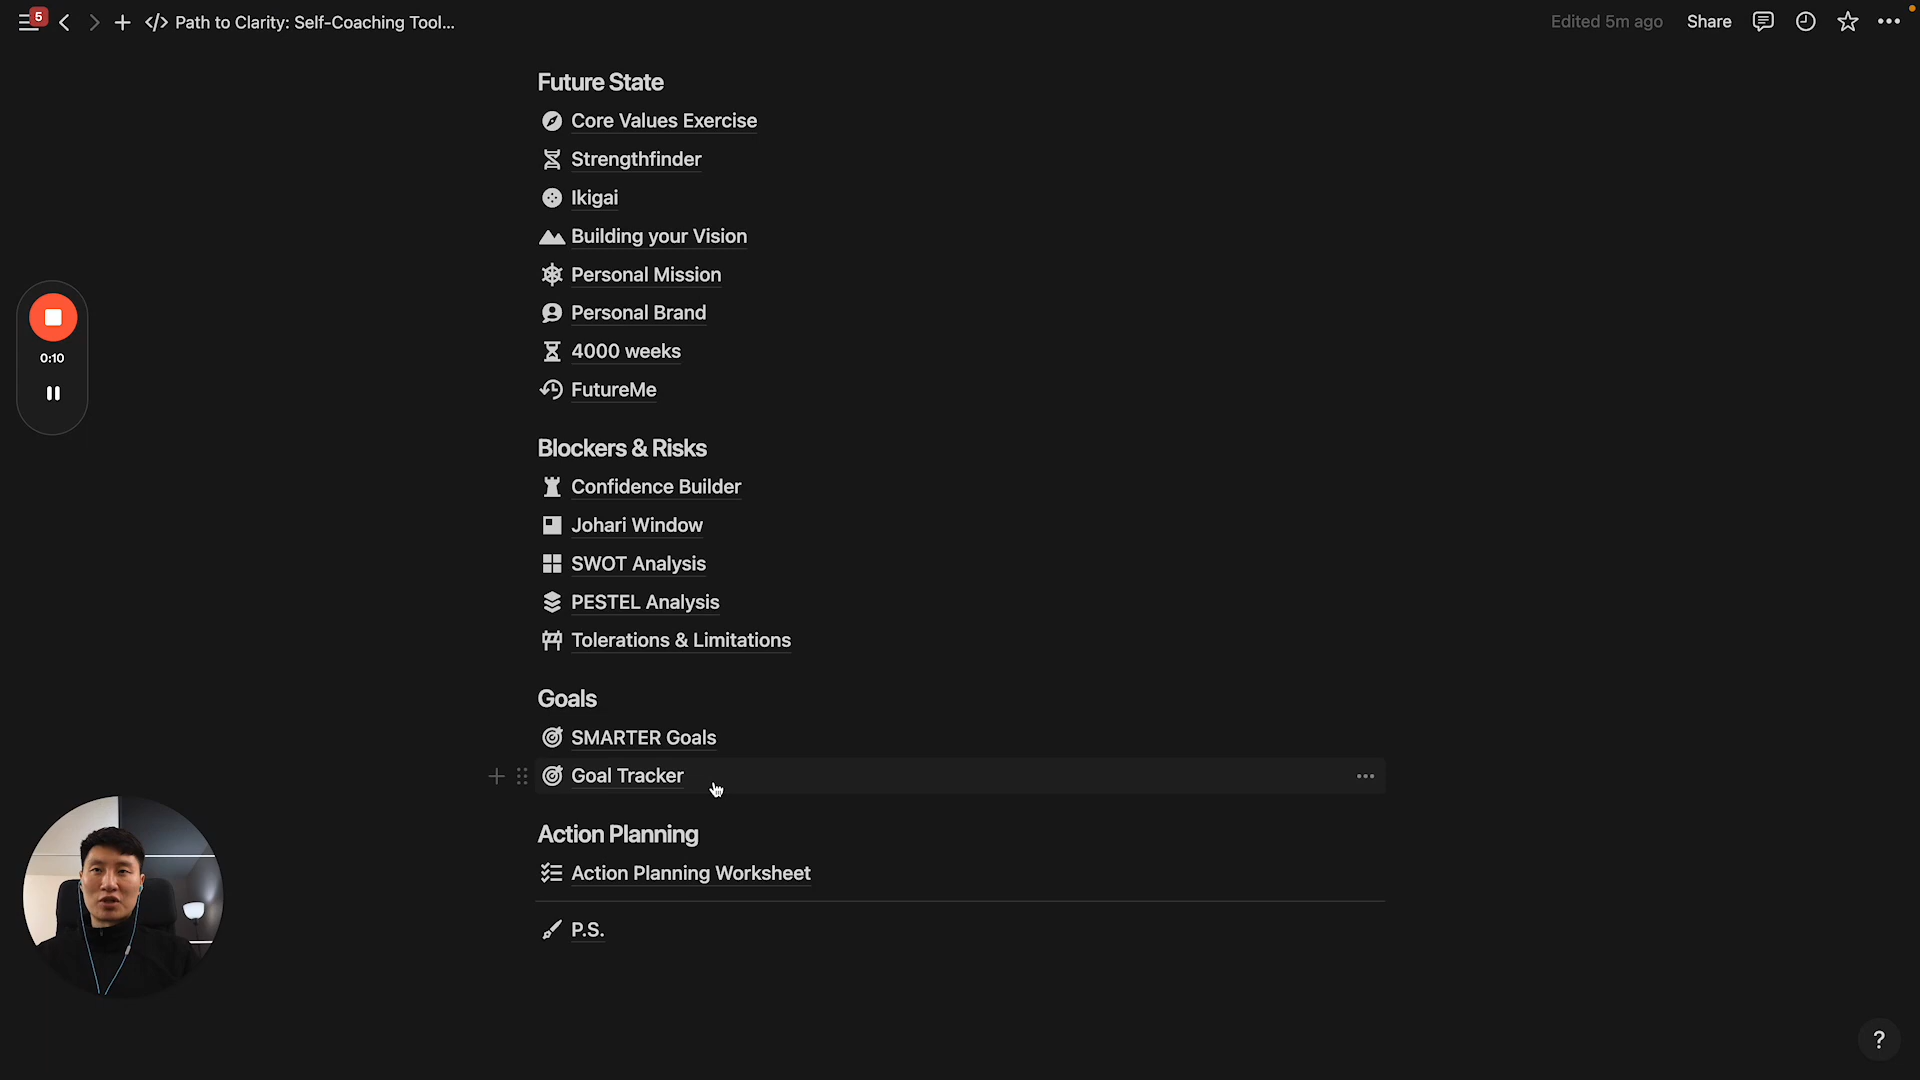 5
</> Path to Clarity: Self-Coaching Tool...
Edited 5m ago
Share
Future State
Core Values Exercise
Strengthfinder
Ikigai
Building your Vision
Personal Mission
Personal Brand
4000 weeks
FutureMe
0:10
Blockers & Risks
Confidence Builder
Johari Window
SWOT Analysis
PESTEL Analysis
Tolerations & Limitations
Goals
SMARTER Goals
Goal Tracker
Action Planning
Action Planning Worksheet
P.S.
?